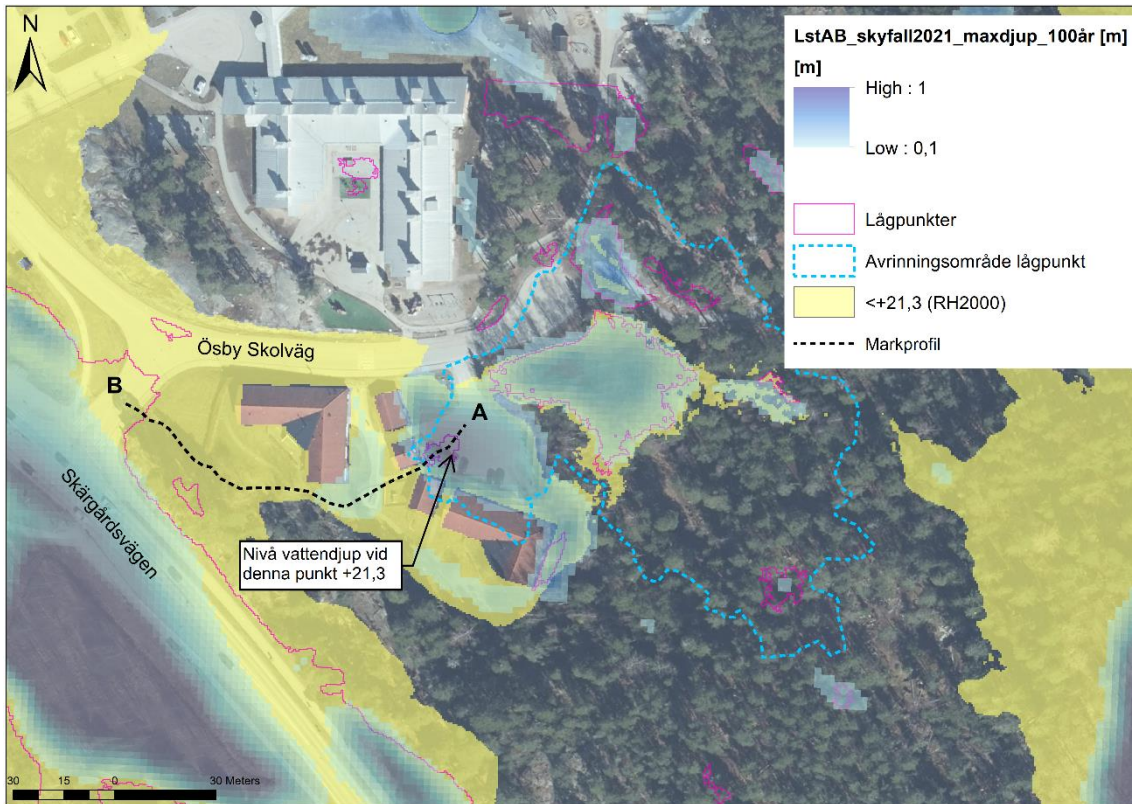 N
LstAB_skyfall2021_maxdjup_100år [m]
[m]
High : 1
Low : 0,1
Lågpunkter
Avrinningsområde lågpunkt
<+21,3 (RH2000)
Markprofil
Ösby Skolväg
B
A
Skärgårdsvägen
Nivå vattendjup vid
denna punkt +21,3
30 15 0 30 Meters